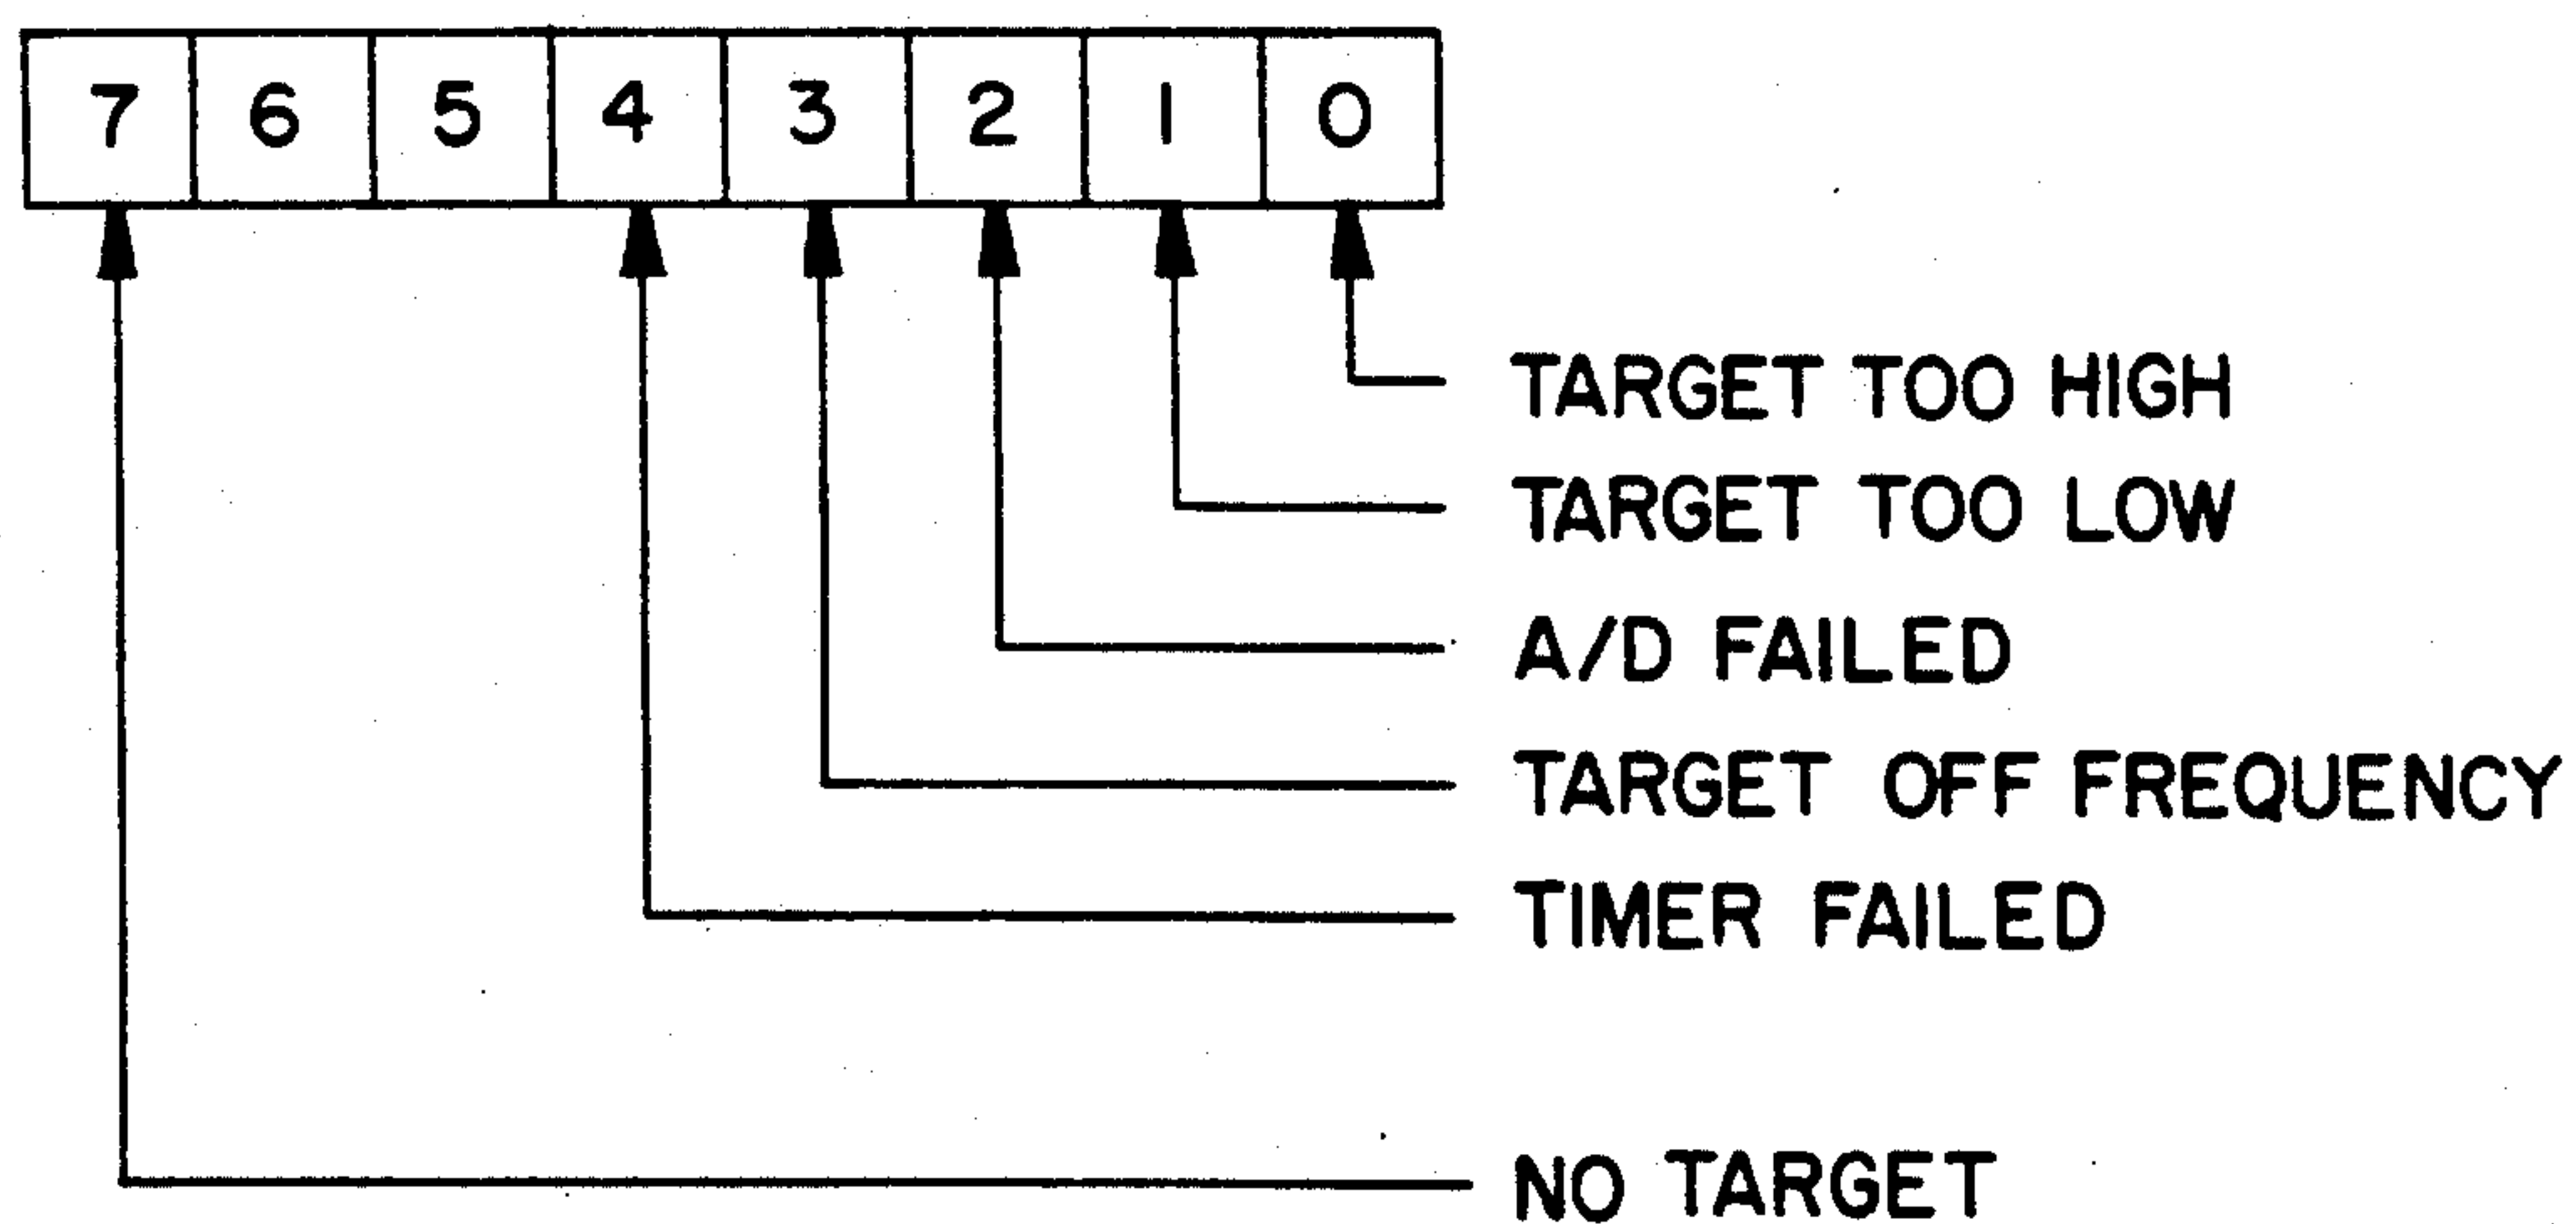 7 6 5 4 3 2 1 0
TARGET TOO HIGH
TARGET TOO LOW
A/D FAILED
TARGET OFF FREQUENCY
TIMER FAILED
NO TARGET